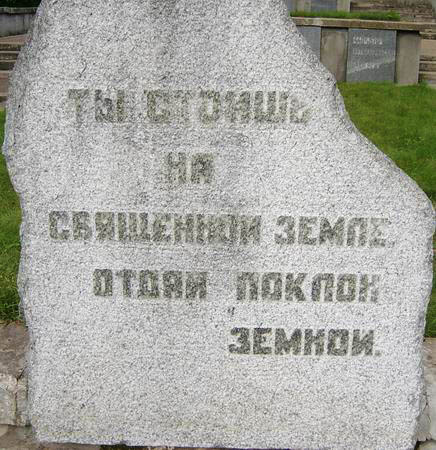 ТЫ СТОИШЬ
НА
СВЯЩЕННОЙ ЗЕМЛЕ.
ОТДАЙ ПОКЛОН
ЗЕМНОЙ.